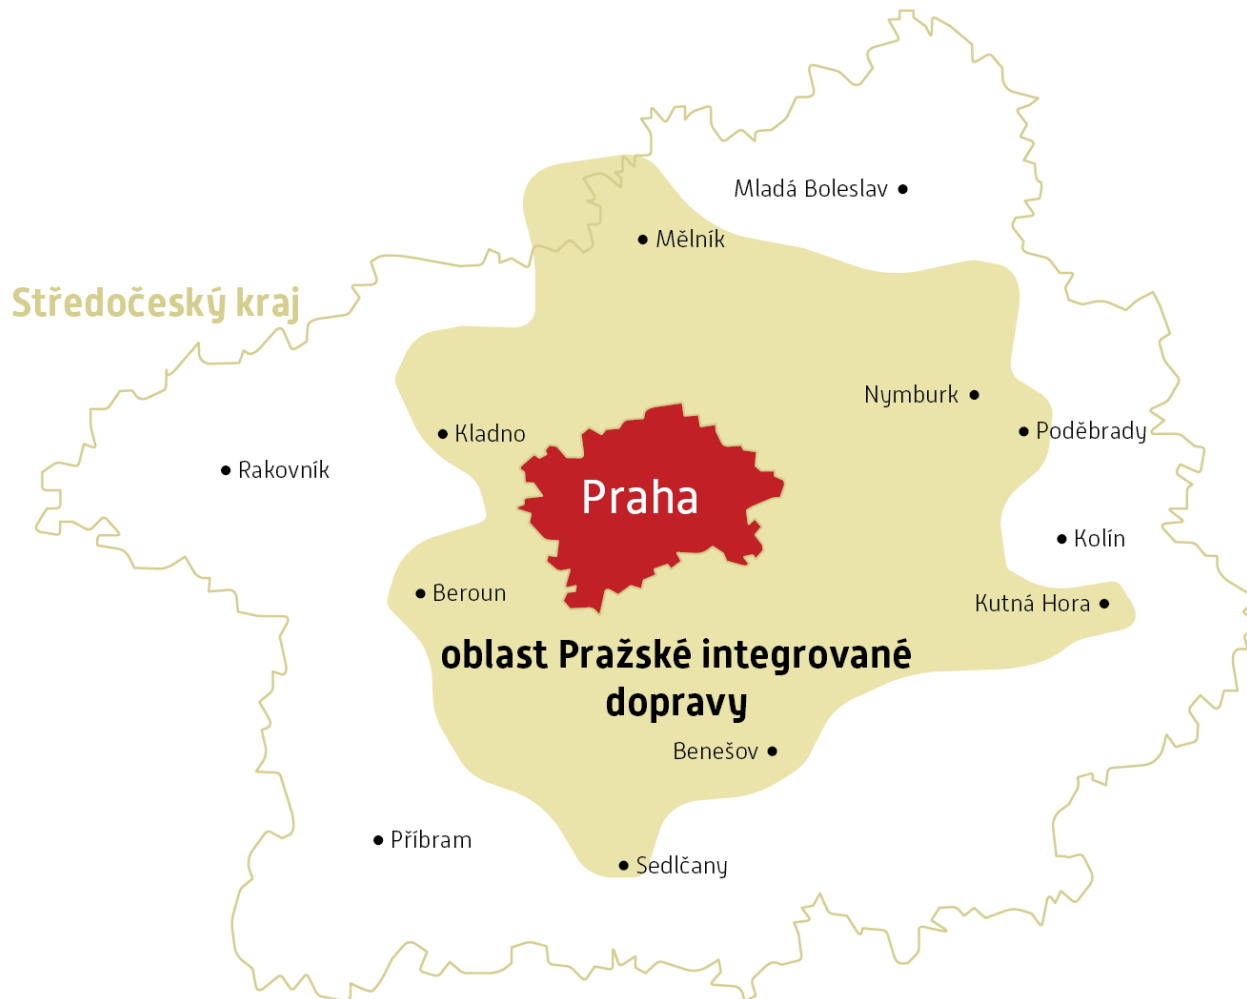 Mladá Boleslav
Mělník
Středočeský kraj
Nymburk
Kladno
Poděbrady
Rakovník
Praha
Kolín
Beroun
Kutná Hora
oblast Pražské integrované
dopravy
Benešov
Příbram
Sedlčany